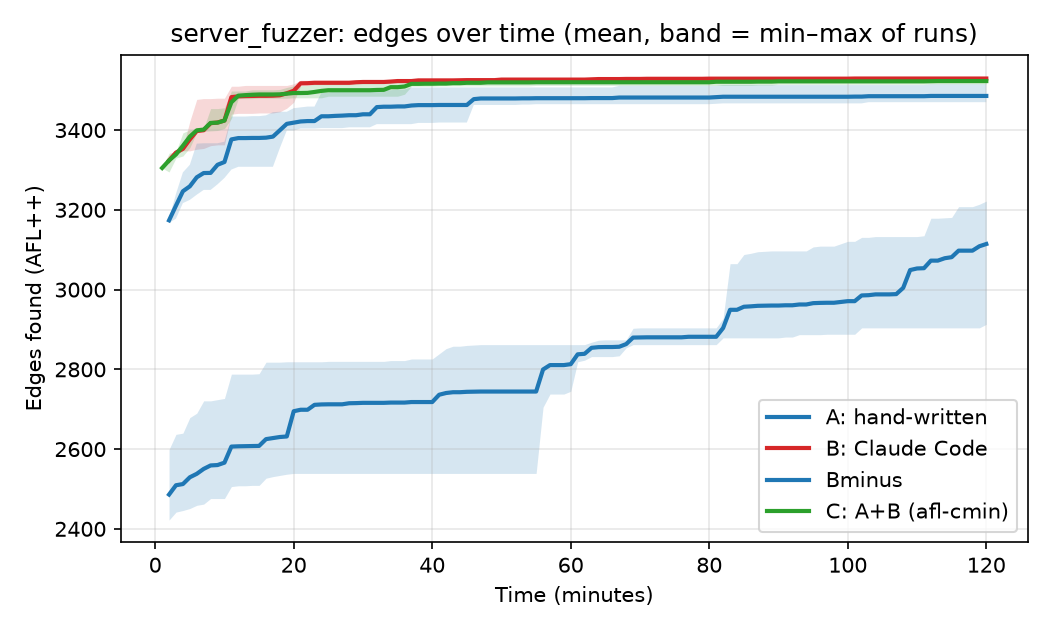 server_fuzzer: edges over time (mean, band = min–max of runs)
Edges found (AFL++)
3400
3200
3000
2800
2600
2400
0 20 40 60 80 100 120
Time (minutes)
A: hand-written
B: Claude Code
Bminus
C: A+B (afl-cmin)